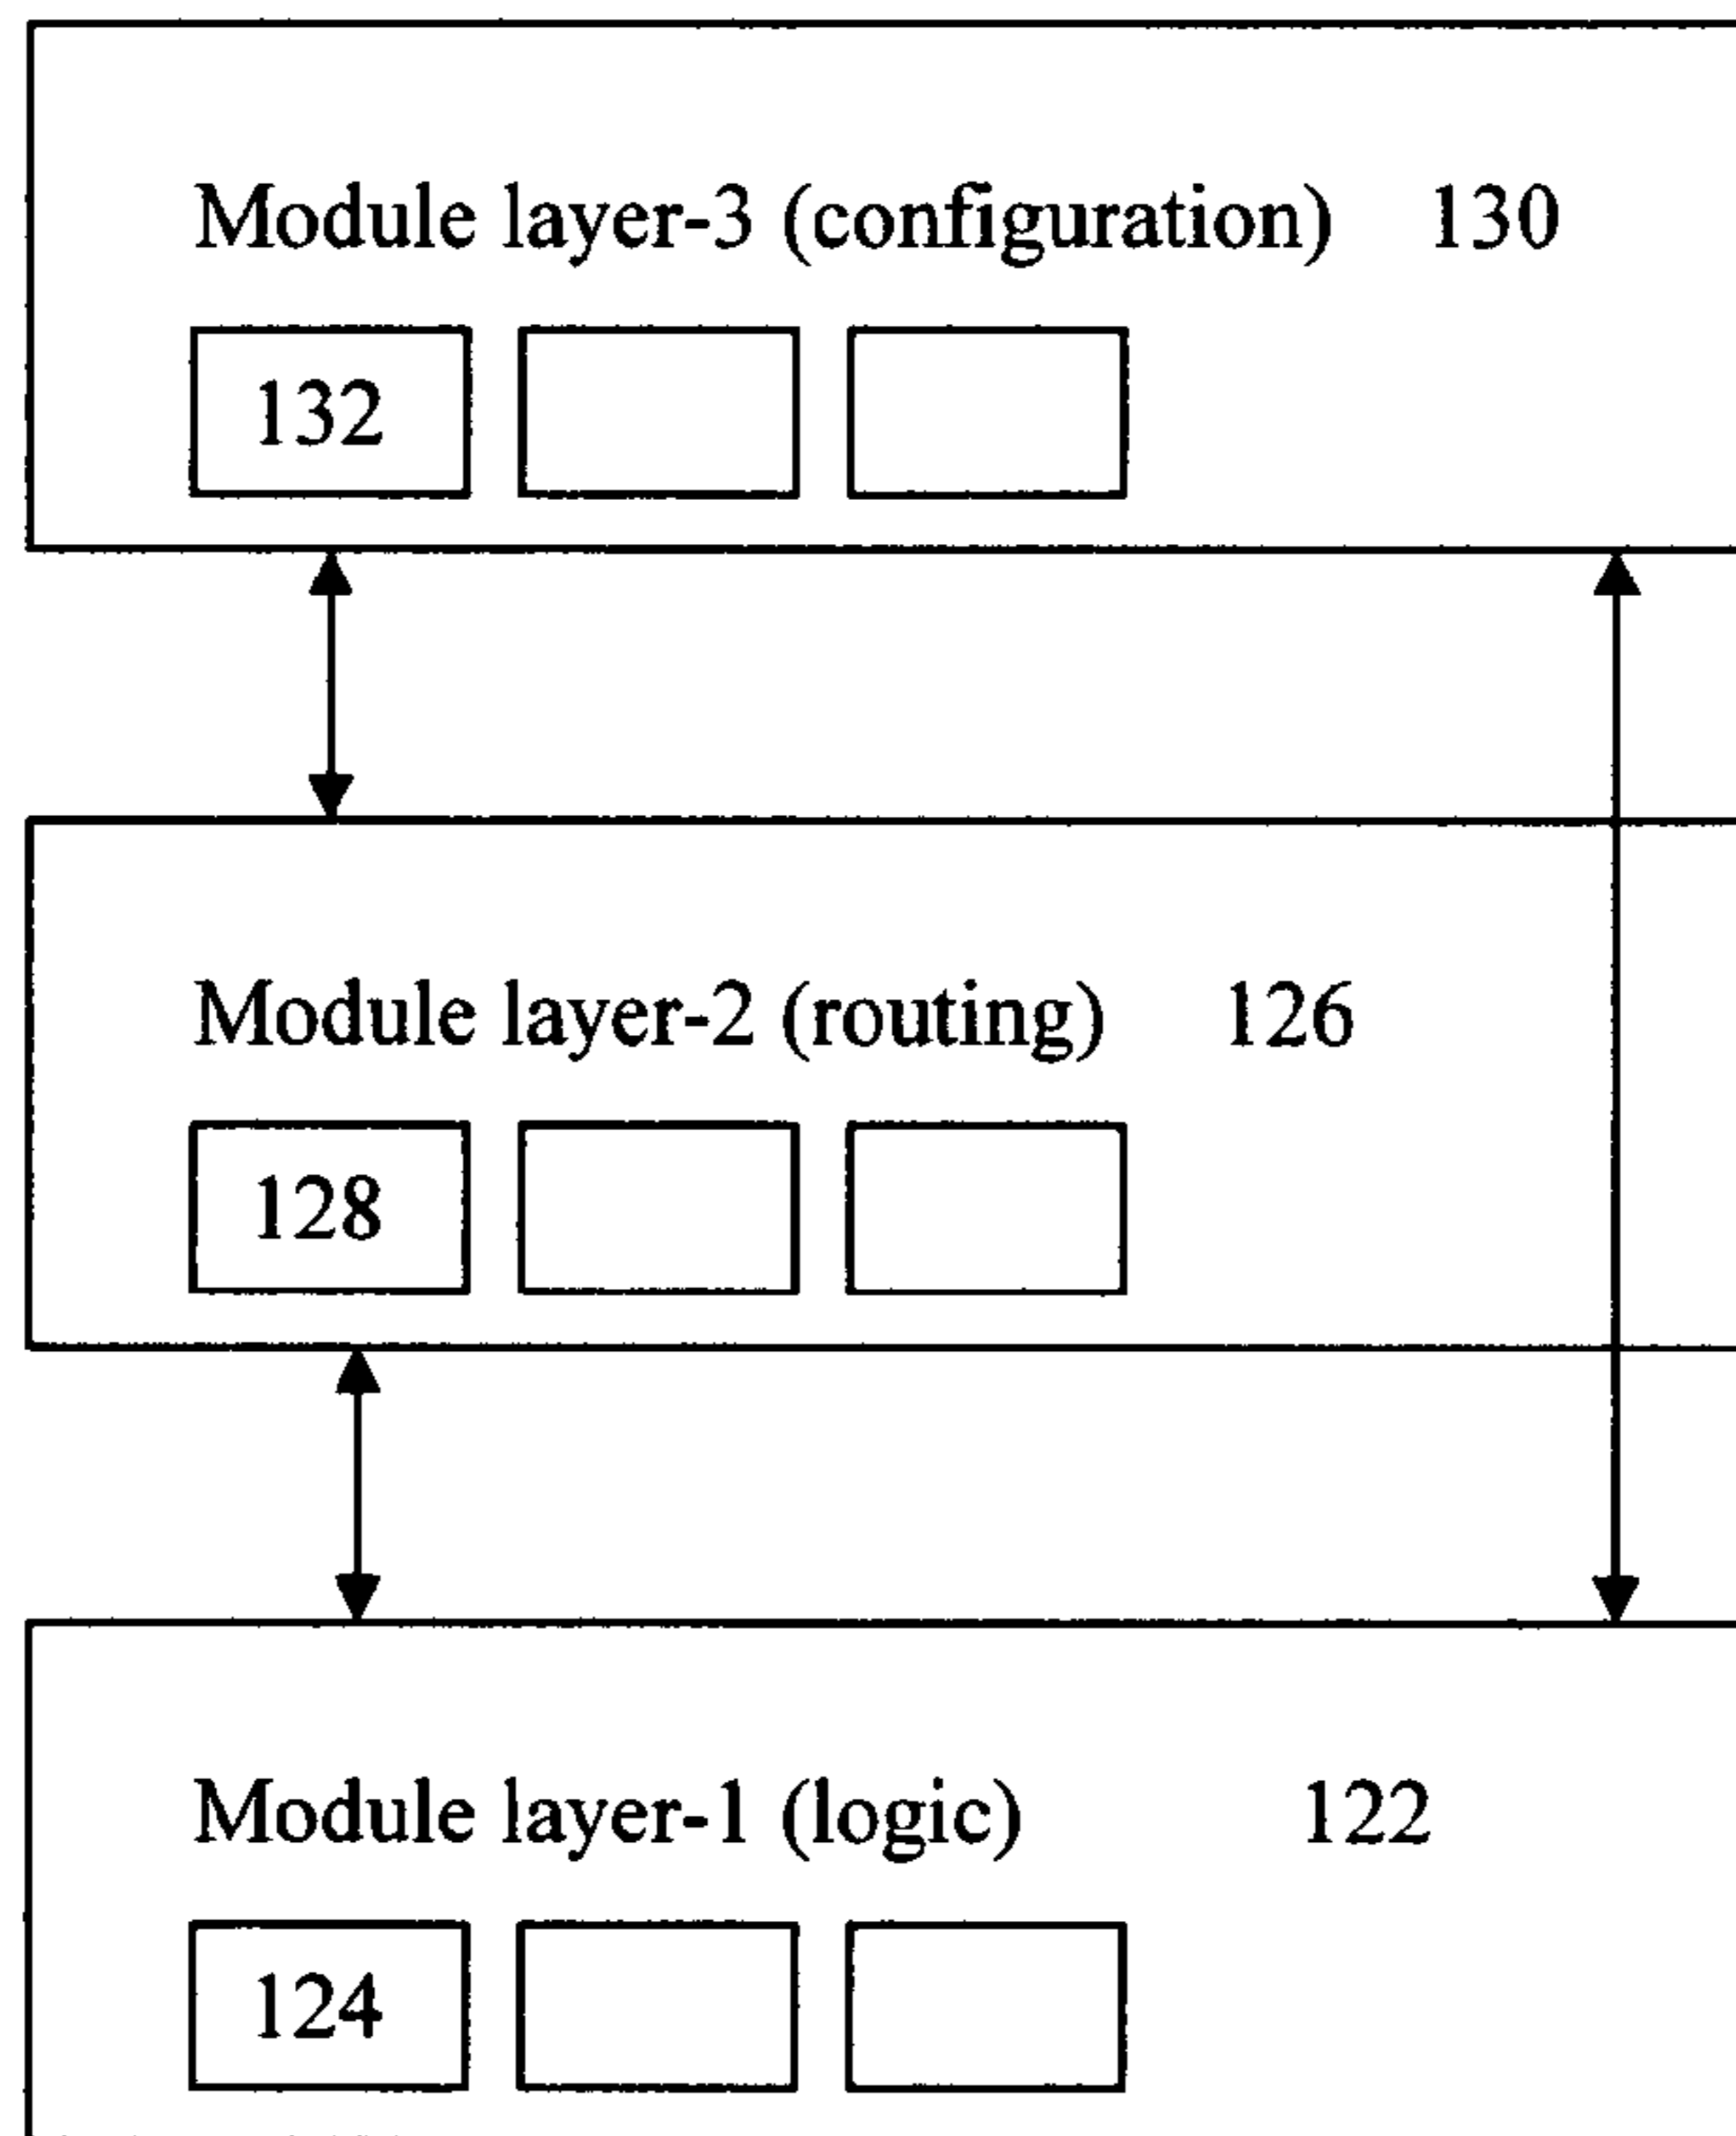 Module layer-3 (configuration) 130
132
Module layer-2 (routing) 126
128
Module layer-1 (logic) 122
124